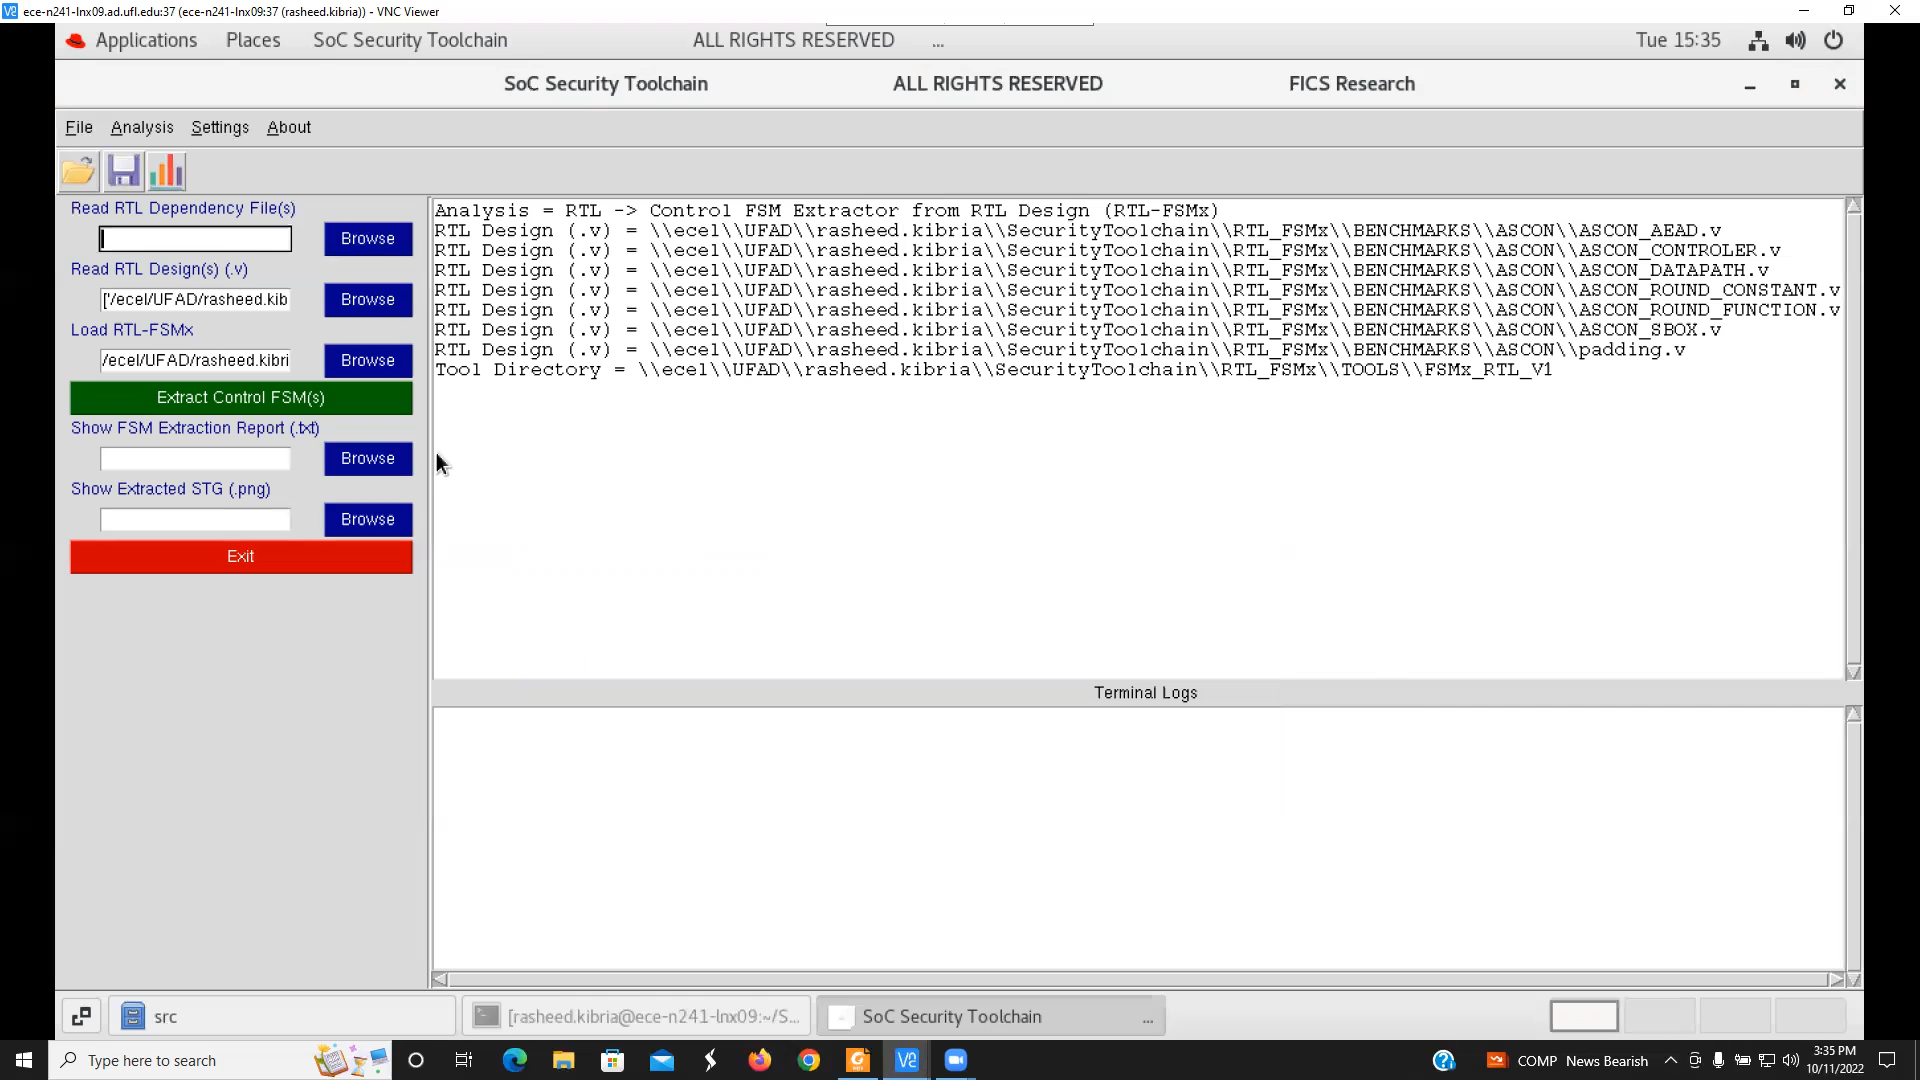 ece-n241-lnx09.ad.ufl.edu:37 (ece-n241-lnx09:37 (rasheed.kibria)) - VNC Viewer
Applications Places SoC Security Toolchain ALL RIGHTS RESERVED ... Tue 15:35
SoC Security Toolchain ALL RIGHTS RESERVED FICS Research
File Analysis Settings About
Read RTL Dependency File(s)
Browse
Read RTL Design(s) (.v)
['/ecel/UFAD/rasheed.kib Browse
Load RTL-FSMx
/ecel/UFAD/rasheed.kibri Browse
Extract Control FSM(s)
Show FSM Extraction Report (.txt)
Browse
Show Extracted STG (.png)
Browse
Exit
Analysis = RTL -> Control FSM Extractor from RTL Design (RTL-FSMx)
RTL Design (.v) = \\ecel\\UFAD\\rasheed.kibria\\SecurityToolchain\\RTL_FSMx\\BENCHMARKS\\ASCON\\ASCON_AEAD.v
RTL Design (.v) = \\ecel\\UFAD\\rasheed.kibria\\SecurityToolchain\\RTL_FSMx\\BENCHMARKS\\ASCON\\ASCON_CONTROLER.v
RTL Design (.v) = \\ecel\\UFAD\\rasheed.kibria\\SecurityToolchain\\RTL_FSMx\\BENCHMARKS\\ASCON\\ASCON_DATAPATH.v
RTL Design (.v) = \\ecel\\UFAD\\rasheed.kibria\\SecurityToolchain\\RTL_FSMx\\BENCHMARKS\\ASCON\\ASCON_ROUND_CONSTANT.v
RTL Design (.v) = \\ecel\\UFAD\\rasheed.kibria\\SecurityToolchain\\RTL_FSMx\\BENCHMARKS\\ASCON\\ASCON_ROUND_FUNCTION.v
RTL Design (.v) = \\ecel\\UFAD\\rasheed.kibria\\SecurityToolchain\\RTL_FSMx\\BENCHMARKS\\ASCON\\ASCON_SBOX.v
RTL Design (.v) = \\ecel\\UFAD\\rasheed.kibria\\SecurityToolchain\\RTL_FSMx\\BENCHMARKS\\ASCON\\padding.v
Tool Directory = \\ecel\\UFAD\\rasheed.kibria\\SecurityToolchain\\RTL_FSMx\\TOOLS\\FSMx_RTL_V1
Terminal Logs
src [rasheed.kibria@ece-n241-lnx09:~/S... SoC Security Toolchain ...
Type here to search COMP News Bearish 3:35 PM
10/11/2022